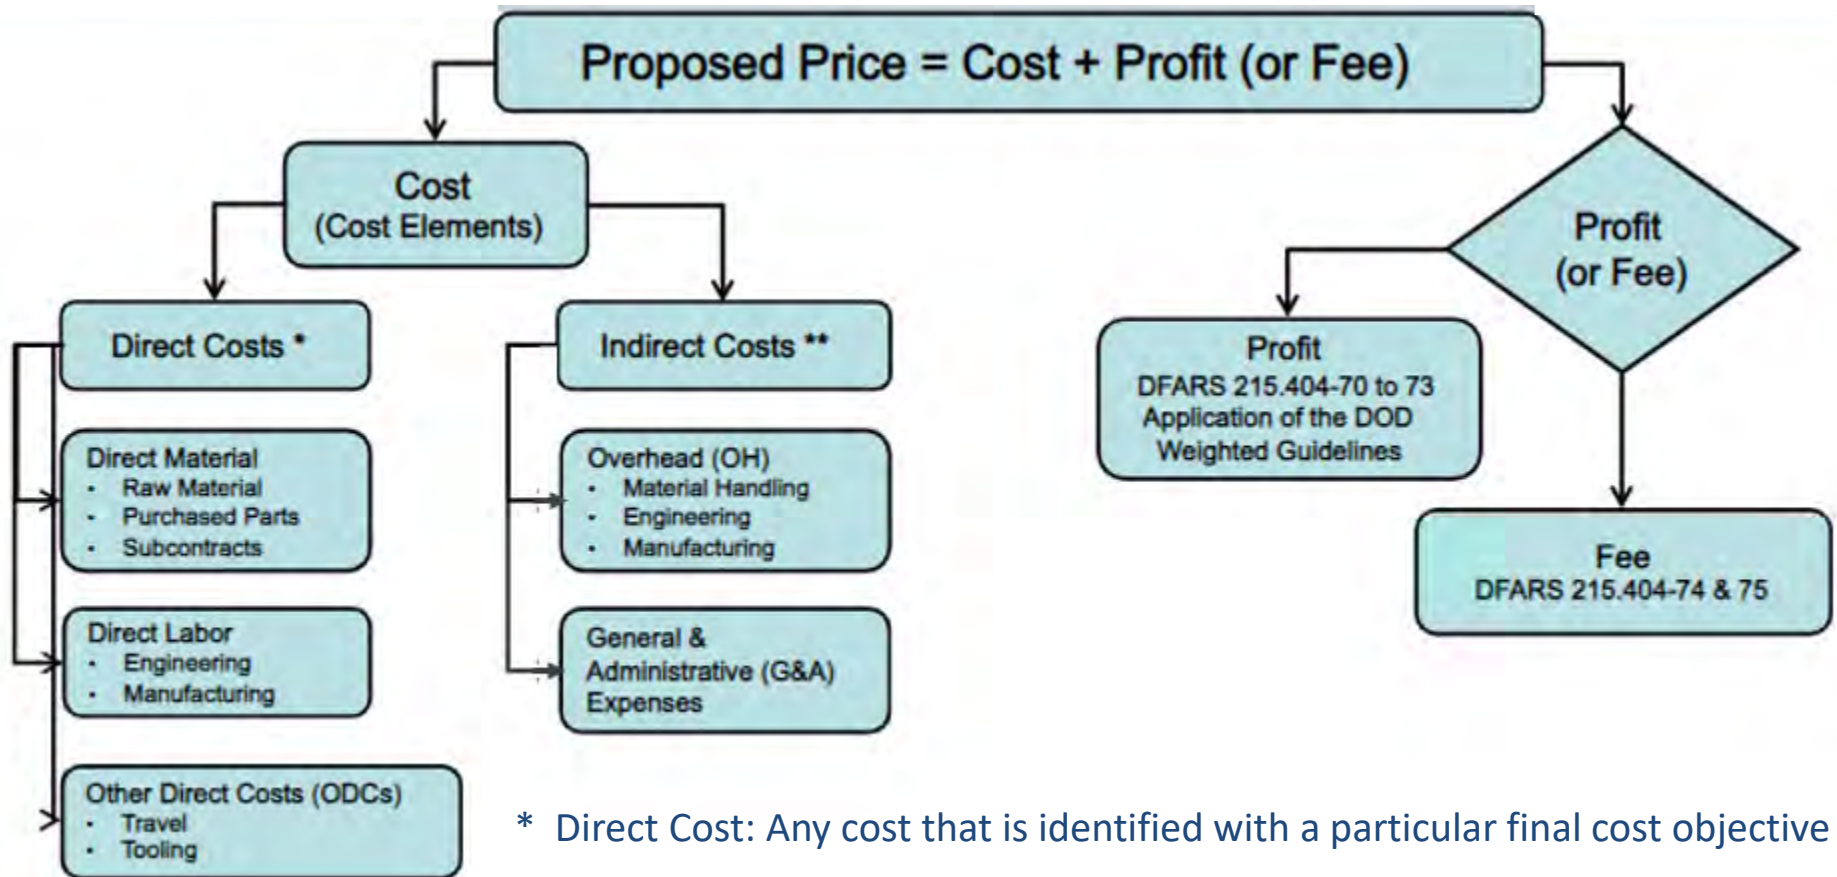 Proposed Price = Cost + Profit (or Fee)
Cost
(Cost Elements)
Profit
(or Fee)
Direct Costs *
Indirect Costs **
Profit
DFARS 215.404-70 to 73
Application of the DOD
Weighted Guidelines
Direct Material
· Raw Material
· Purchased Parts
· Subcontracts
Overhead (OH)
· Material Handling
· Engineering
· Manufacturing
Fee
DFARS 215.404-74 & 75
Direct Labor
· Engineering
· Manufacturing
General &
Administrative (G&A)
Expenses
Other Direct Costs (ODCs)
· Travel
· Tooling
* Direct Cost: Any cost that is identified with a particular final cost objective